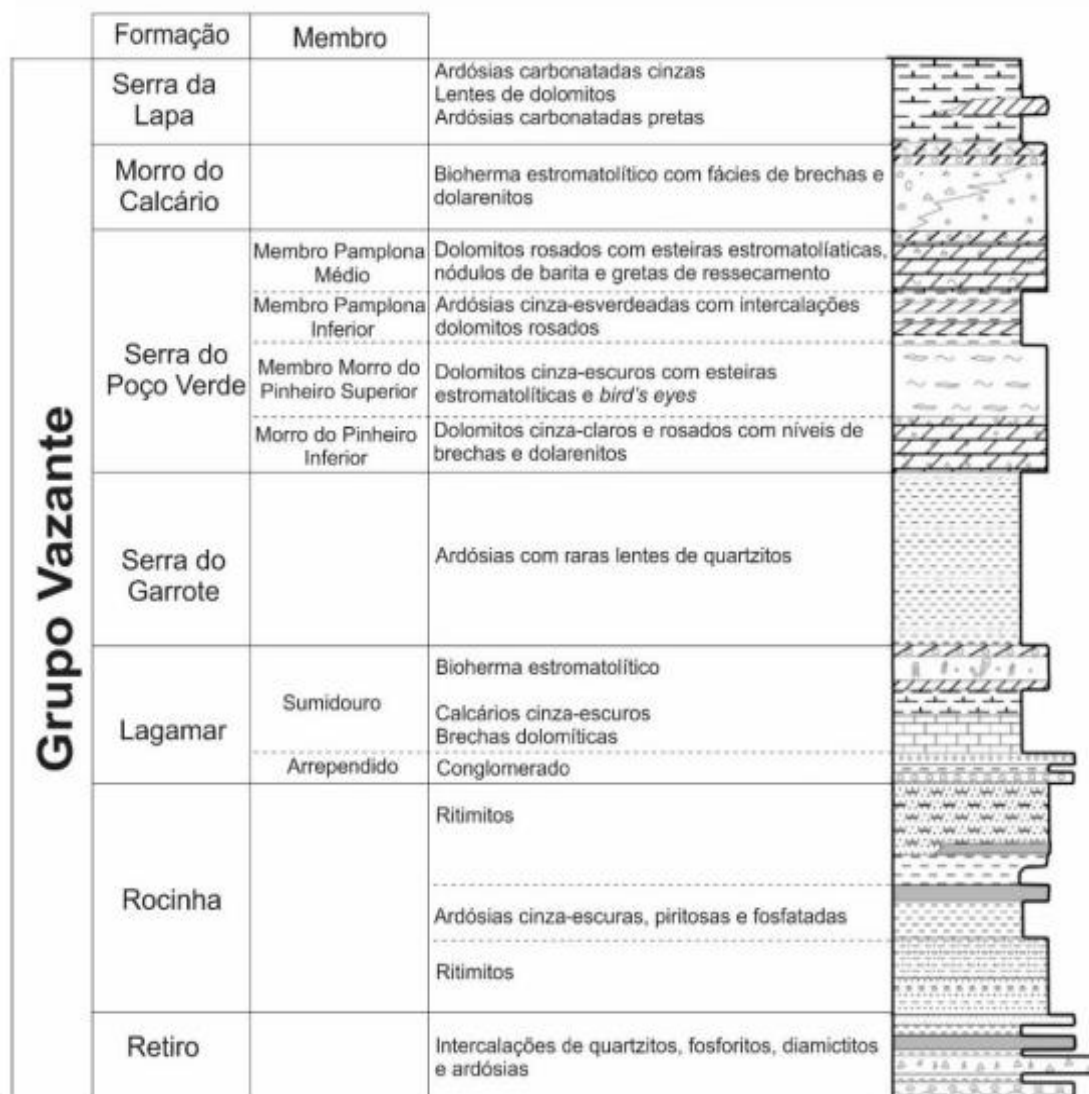 Formação
Membro
Grupo Vazante
Serra da
Lapa
Ardósias carbonatadas cinzas
Lentes de dolomitos
Ardósias carbonatadas pretas
Morro do
Calcário
Bioherma estromatolítico com fácies de brechas e
dolarenitos
Serra do
Poço Verde
Membro Pamplona
Médio
Dolomitos rosados com esteiras estromatolíaticas,
nódulos de barita e gretas de ressecamento
Membro Pamplona
Inferior
Ardósias cinza-esverdeadas com intercalações
dolomitos rosados
Membro Morro do
Pinheiro Superior
Dolomitos cinza-escuros com esteiras
estromatolíticas e bird's eyes
Morro do Pinheiro
Inferior
Dolomitos cinza-claros e rosados com níveis de
brechas e dolarenitos
Serra do
Garrote
Ardósias com raras lentes de quartzitos
Lagamar
Sumidouro
Bioherma estromatolítico
Calcários cinza-escuros
Brechas dolomíticas
Arrependido
Conglomerado
Rocinha
Ritimitos
Ardósias cinza-escuras, piritosas e fosfatadas
Ritimitos
Retiro
Intercalações de quartzitos, fosforitos, diamictitos
e ardósias